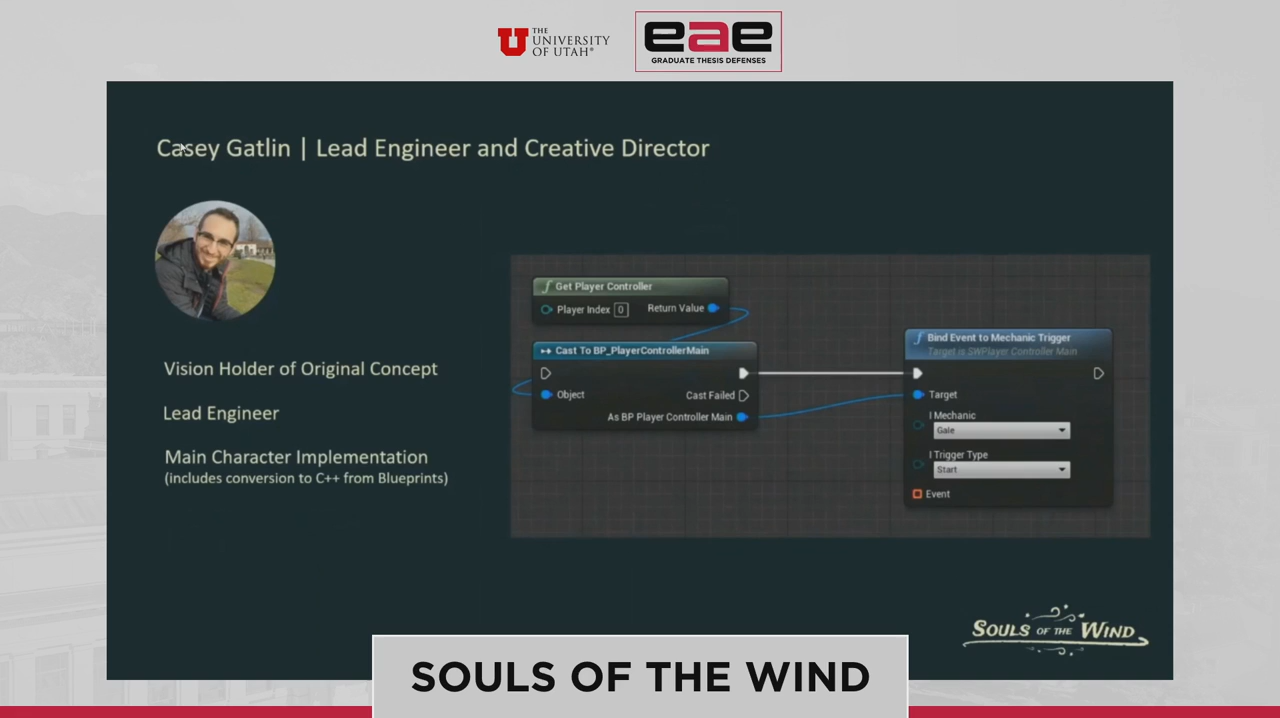 THE
UNIVERSITY
OF UTAH®
eae
GRADUATE THESIS DEFENSES
Casey Gatlin | Lead Engineer and Creative Director
Vision Holder of Original Concept
Lead Engineer
Main Character Implementation
(includes conversion to C++ from Blueprints)
f Get Player Controller
Player Index 0 Return Value
Cast To BP_PlayerControllerMain
Object
Cast Failed
As BP Player Controller Main
f Bind Event to Mechanic Trigger
Target is SWPlayer Controller Main
Target
I Mechanic
Gale
I Trigger Type
Start
Event
SOULS OF THE WIND
SOULS OF THE WIND